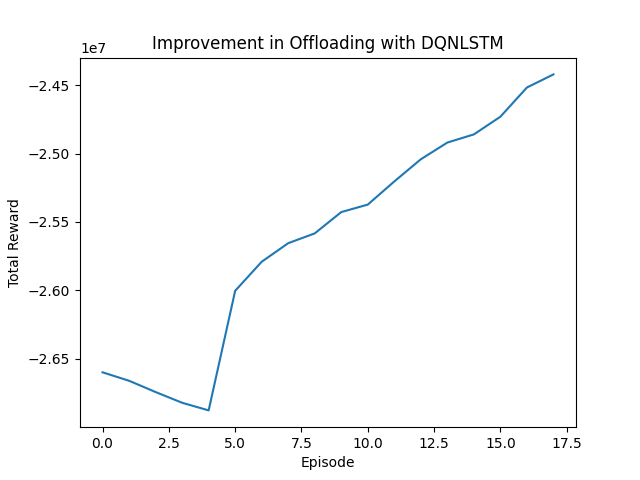 Improvement in Offloading with DQNLSTM
1e7
−2.45
−2.50
−2.55
−2.60
−2.65
Total Reward
0.0 2.5 5.0 7.5 10.0 12.5 15.0 17.5
Episode